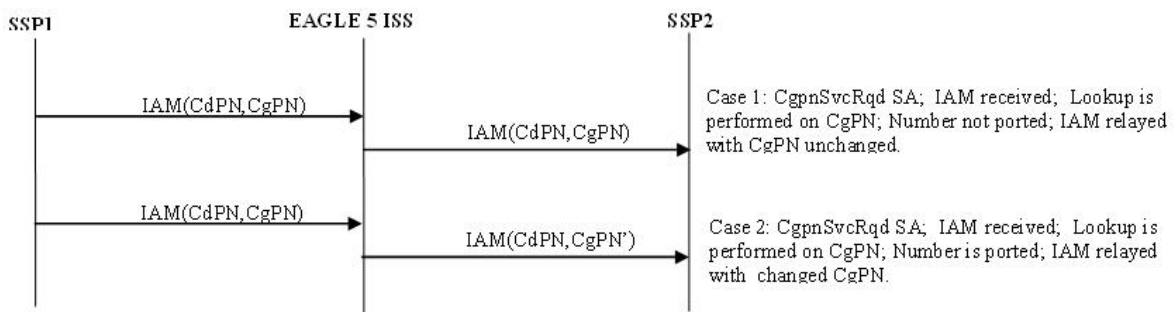 SSP1
EAGLE 5 ISS
SSP2
IAM(CdPN,CgPN)
IAM(CdPN,CgPN)
Case 1: CgpnSvcRqd SA; IAM received; Lookup is
performed on CgPN; Number not ported; IAM relayed
with CgPN unchanged.
IAM(CdPN,CgPN)
IAM(CdPN,CgPN’)
Case 2: CgpnSvcRqd SA; IAM received; Lookup is
performed on CgPN; Number is ported; IAM relayed
with changed CgPN.